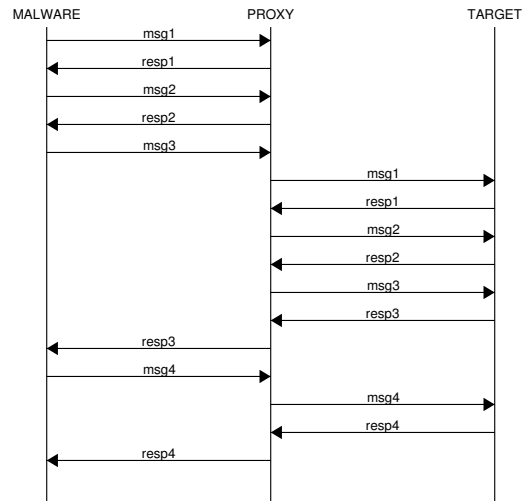 MALWARE PROXY TARGET
msg1
resp1
msg2
resp2
msg3
msg1
resp1
msg2
resp2
msg3
resp3
resp3
msg4
msg4
resp4
resp4